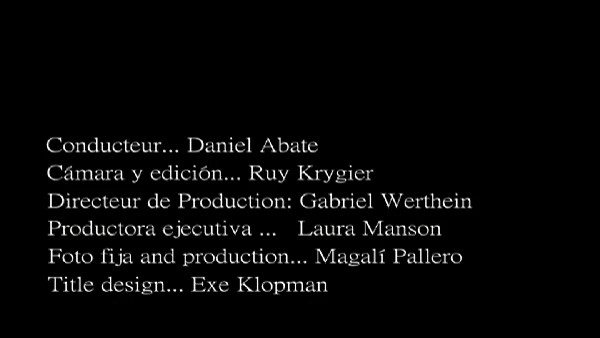 Conducteur... Daniel Abate
Cámara y edición... Ruy Krygier
Directeur de Production: Gabriel Werthein
Productora ejecutiva ... Laura Manson
Foto fija and production... Magalí Pallero
Title design... Exe Klopman